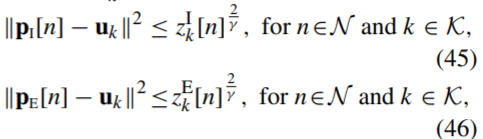 ‖p_I[n] − u_k‖² ≤ z_k^I[n]^{2/γ}, for n ∈ 𝒩 and k ∈ 𝒦,
(45)
‖p_E[n] − u_k‖² ≤ z_k^E[n]^{2/γ}, for n ∈ 𝒩 and k ∈ 𝒦,
(46)